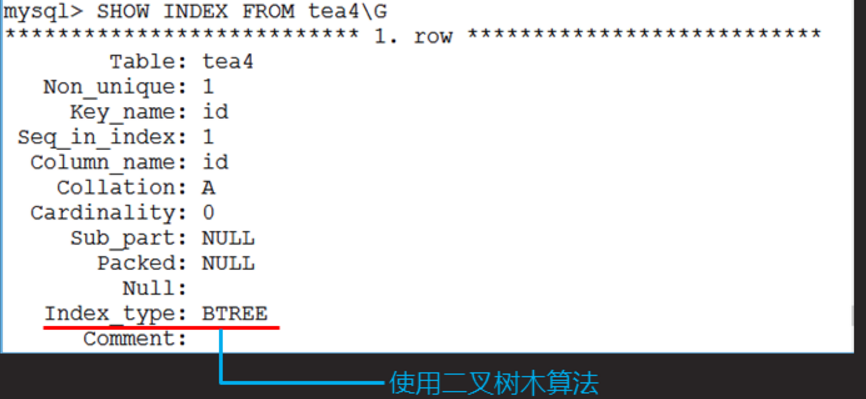 mysql> SHOW INDEX FROM tea4\G
*************************** 1. row ***************************
Table: tea4
Non_unique: 1
Key_name: id
Seq_in_index: 1
Column_name: id
Collation: A
Cardinality: 0
Sub_part: NULL
Packed: NULL
Null:
Index_type: BTREE
Comment:
使用二叉树木算法